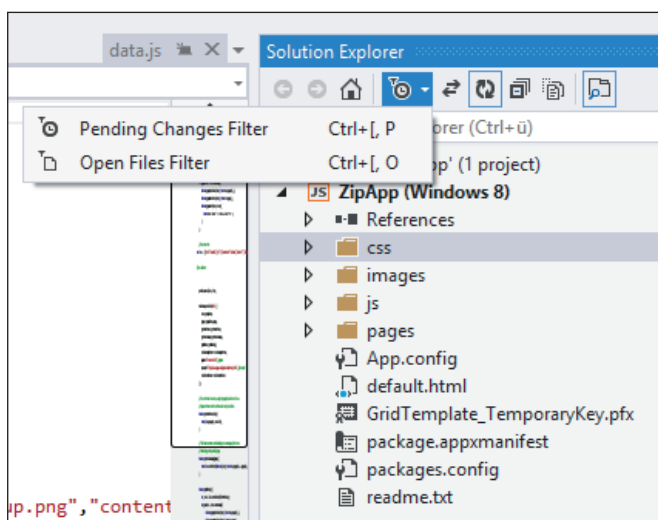 data.js
Solution Explorer
Pending Changes Filter Ctrl+[, P
Open Files Filter Ctrl+[, O
orer (Ctrl+ü)
pp' (1 project)
JS ZipApp (Windows 8)
References
css
images
js
pages
App.config
default.html
GridTemplate_TemporaryKey.pfx
package.appxmanifest
packages.config
readme.txt
up.png","content